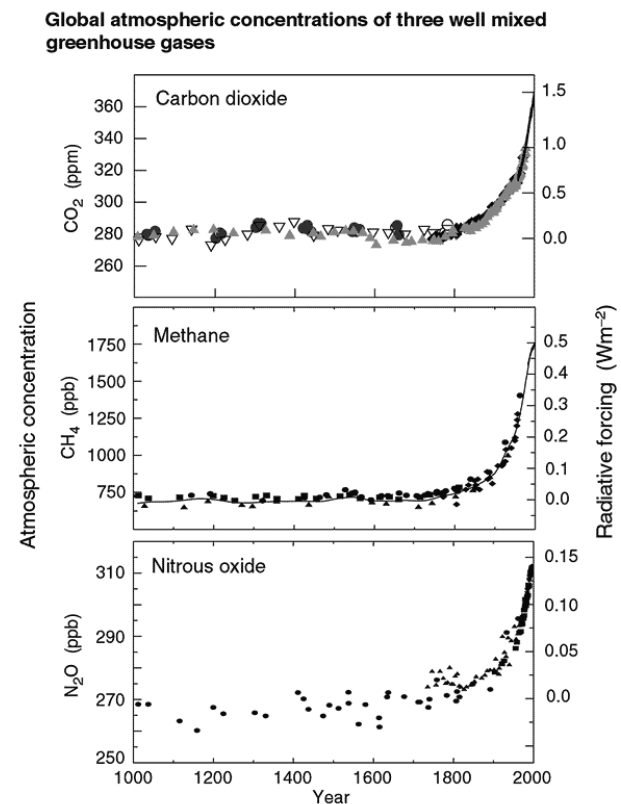 Global atmospheric concentrations of three well mixed
greenhouse gases
Carbon dioxide
360
340
320
300
280
260
CO₂ (ppm)
1.5
1.0
0.5
0.0
Methane
1750
1500
1250
1000
750
CH₄ (ppb)
0.5
0.4
0.3
0.2
0.1
0.0
Atmospheric concentration
Radiative forcing (Wm⁻²)
Nitrous oxide
310
290
270
250
N₂O (ppb)
0.15
0.10
0.05
0.0
1000 1200 1400 1600 1800 2000
Year